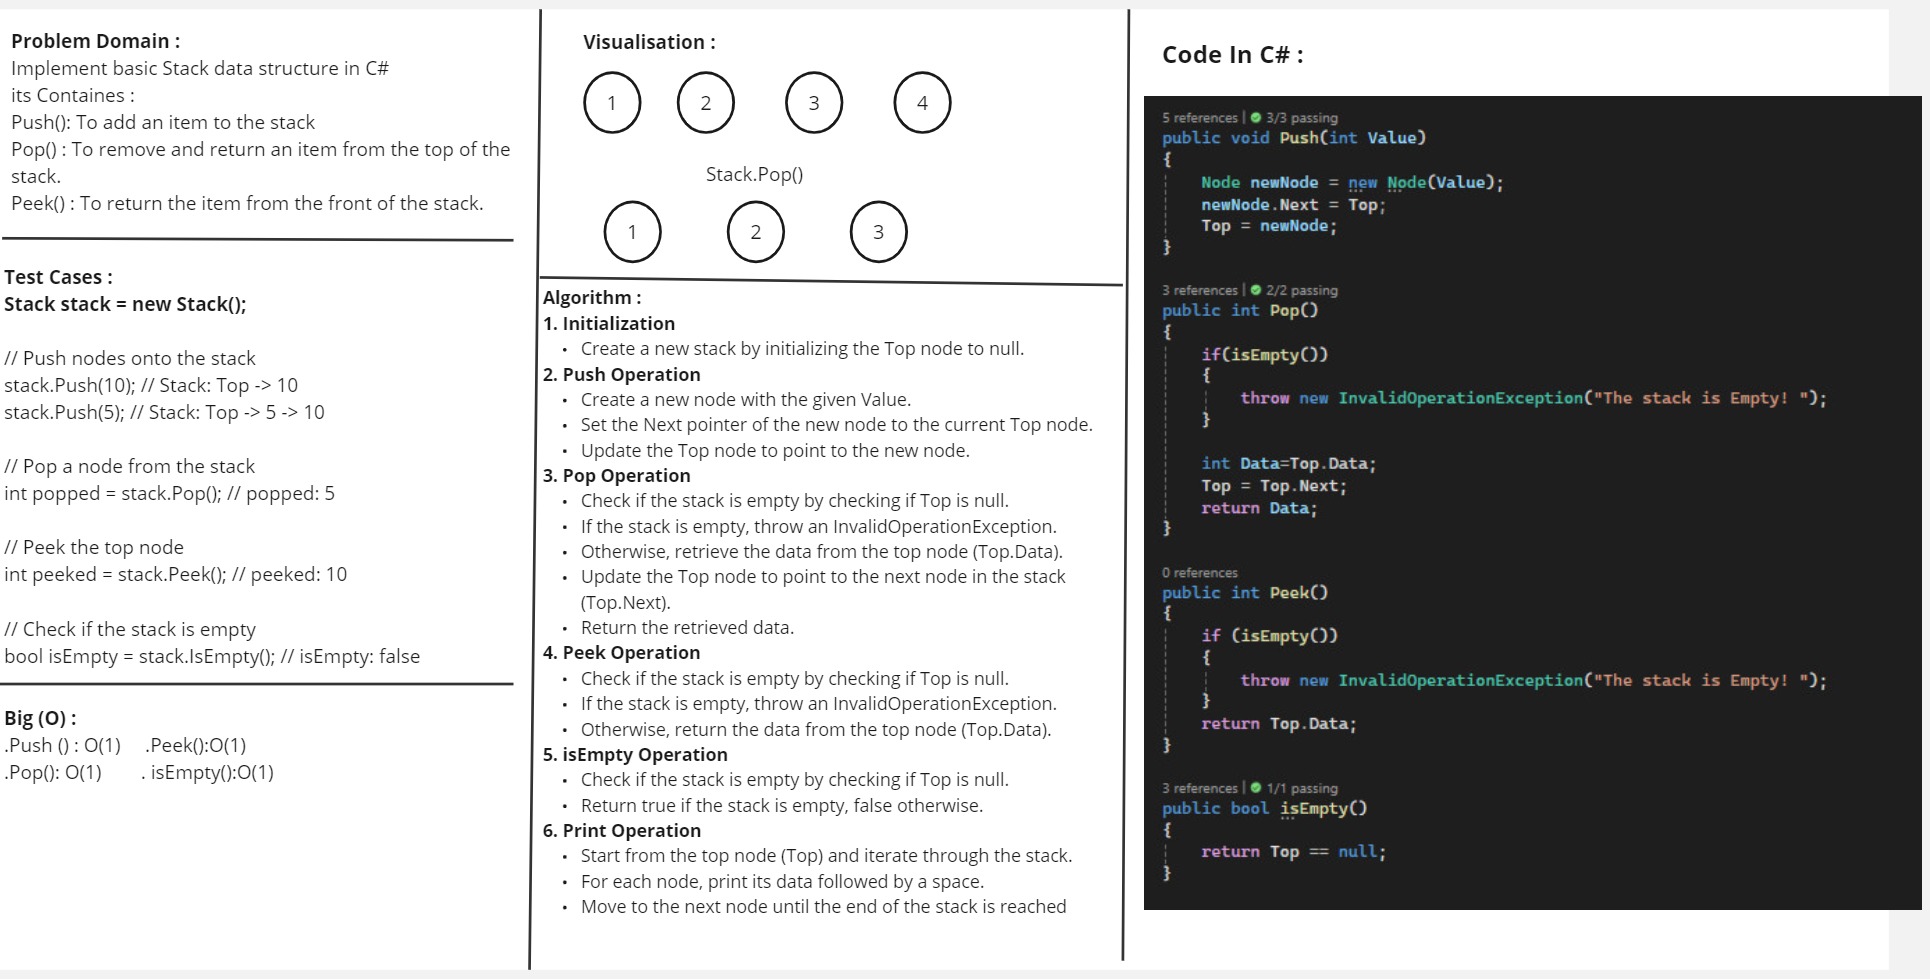 Problem Domain :
Implement basic Stack data structure in C#
its Containes :
Push(): To add an item to the stack
Pop() : To remove and return an item from the top of the
stack.
Peek() : To return the item from the front of the stack.
Test Cases :
Stack stack = new Stack();
// Push nodes onto the stack
stack.Push(10); // Stack: Top -> 10
stack.Push(5); // Stack: Top -> 5 -> 10
// Pop a node from the stack
int popped = stack.Pop(); // popped: 5
// Peek the top node
int peeked = stack.Peek(); // peeked: 10
// Check if the stack is empty
bool isEmpty = stack.IsEmpty(); // isEmpty: false
Big (O) :
.Push () : O(1) .Peek():O(1)
.Pop(): O(1) . isEmpty():O(1)
Visualisation :
1 2 3 4
Stack.Pop()
1 2 3
Algorithm :
1. Initialization
• Create a new stack by initializing the Top node to null.
2. Push Operation
• Create a new node with the given Value.
• Set the Next pointer of the new node to the current Top node.
• Update the Top node to point to the new node.
3. Pop Operation
• Check if the stack is empty by checking if Top is null.
• If the stack is empty, throw an InvalidOperationException.
• Otherwise, retrieve the data from the top node (Top.Data).
• Update the Top node to point to the next node in the stack
(Top.Next).
• Return the retrieved data.
4. Peek Operation
• Check if the stack is empty by checking if Top is null.
• If the stack is empty, throw an InvalidOperationException.
• Otherwise, return the data from the top node (Top.Data).
5. isEmpty Operation
• Check if the stack is empty by checking if Top is null.
• Return true if the stack is empty, false otherwise.
6. Print Operation
• Start from the top node (Top) and iterate through the stack.
• For each node, print its data followed by a space.
• Move to the next node until the end of the stack is reached
Code In C# :
5 references | 3/3 passing
public void Push(int Value)
{
Node newNode = new Node(Value);
newNode.Next = Top;
Top = newNode;
}
3 references | 2/2 passing
public int Pop()
{
if(isEmpty())
{
throw new InvalidOperationException("The stack is Empty! ");
}
int Data=Top.Data;
Top = Top.Next;
return Data;
}
0 references
public int Peek()
{
if (isEmpty())
{
throw new InvalidOperationException("The stack is Empty! ");
}
return Top.Data;
}
3 references | 1/1 passing
public bool isEmpty()
{
return Top == null;
}